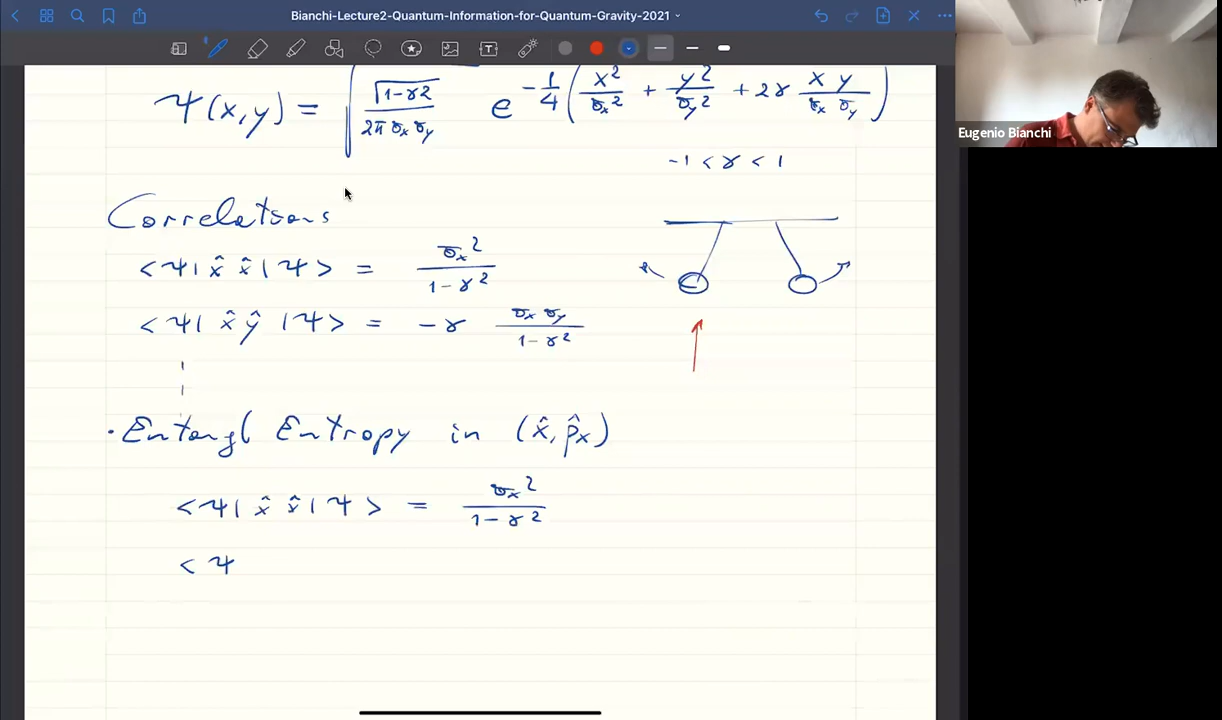 Bianchi-Lecture2-Quantum-Information-for-Quantum-Gravity-2021
ψ(x,y) = √(√(1-γ2) / 2π σx σy) e^{-1/4 (x²/σx² + y²/σy² + 2γ x y/σx σy)}
-1 < γ < 1
Correlations
<ψ| x̂ x̂ |ψ> = σx² / 1-γ²
<ψ| x̂ ŷ |ψ> = -γ σx σy / 1-γ²
· Entangl Entropy in (x̂, p̂x)
<ψ| x̂ x̂ |ψ> = σx² / 1-γ²
<ψ
Eugenio Bianchi